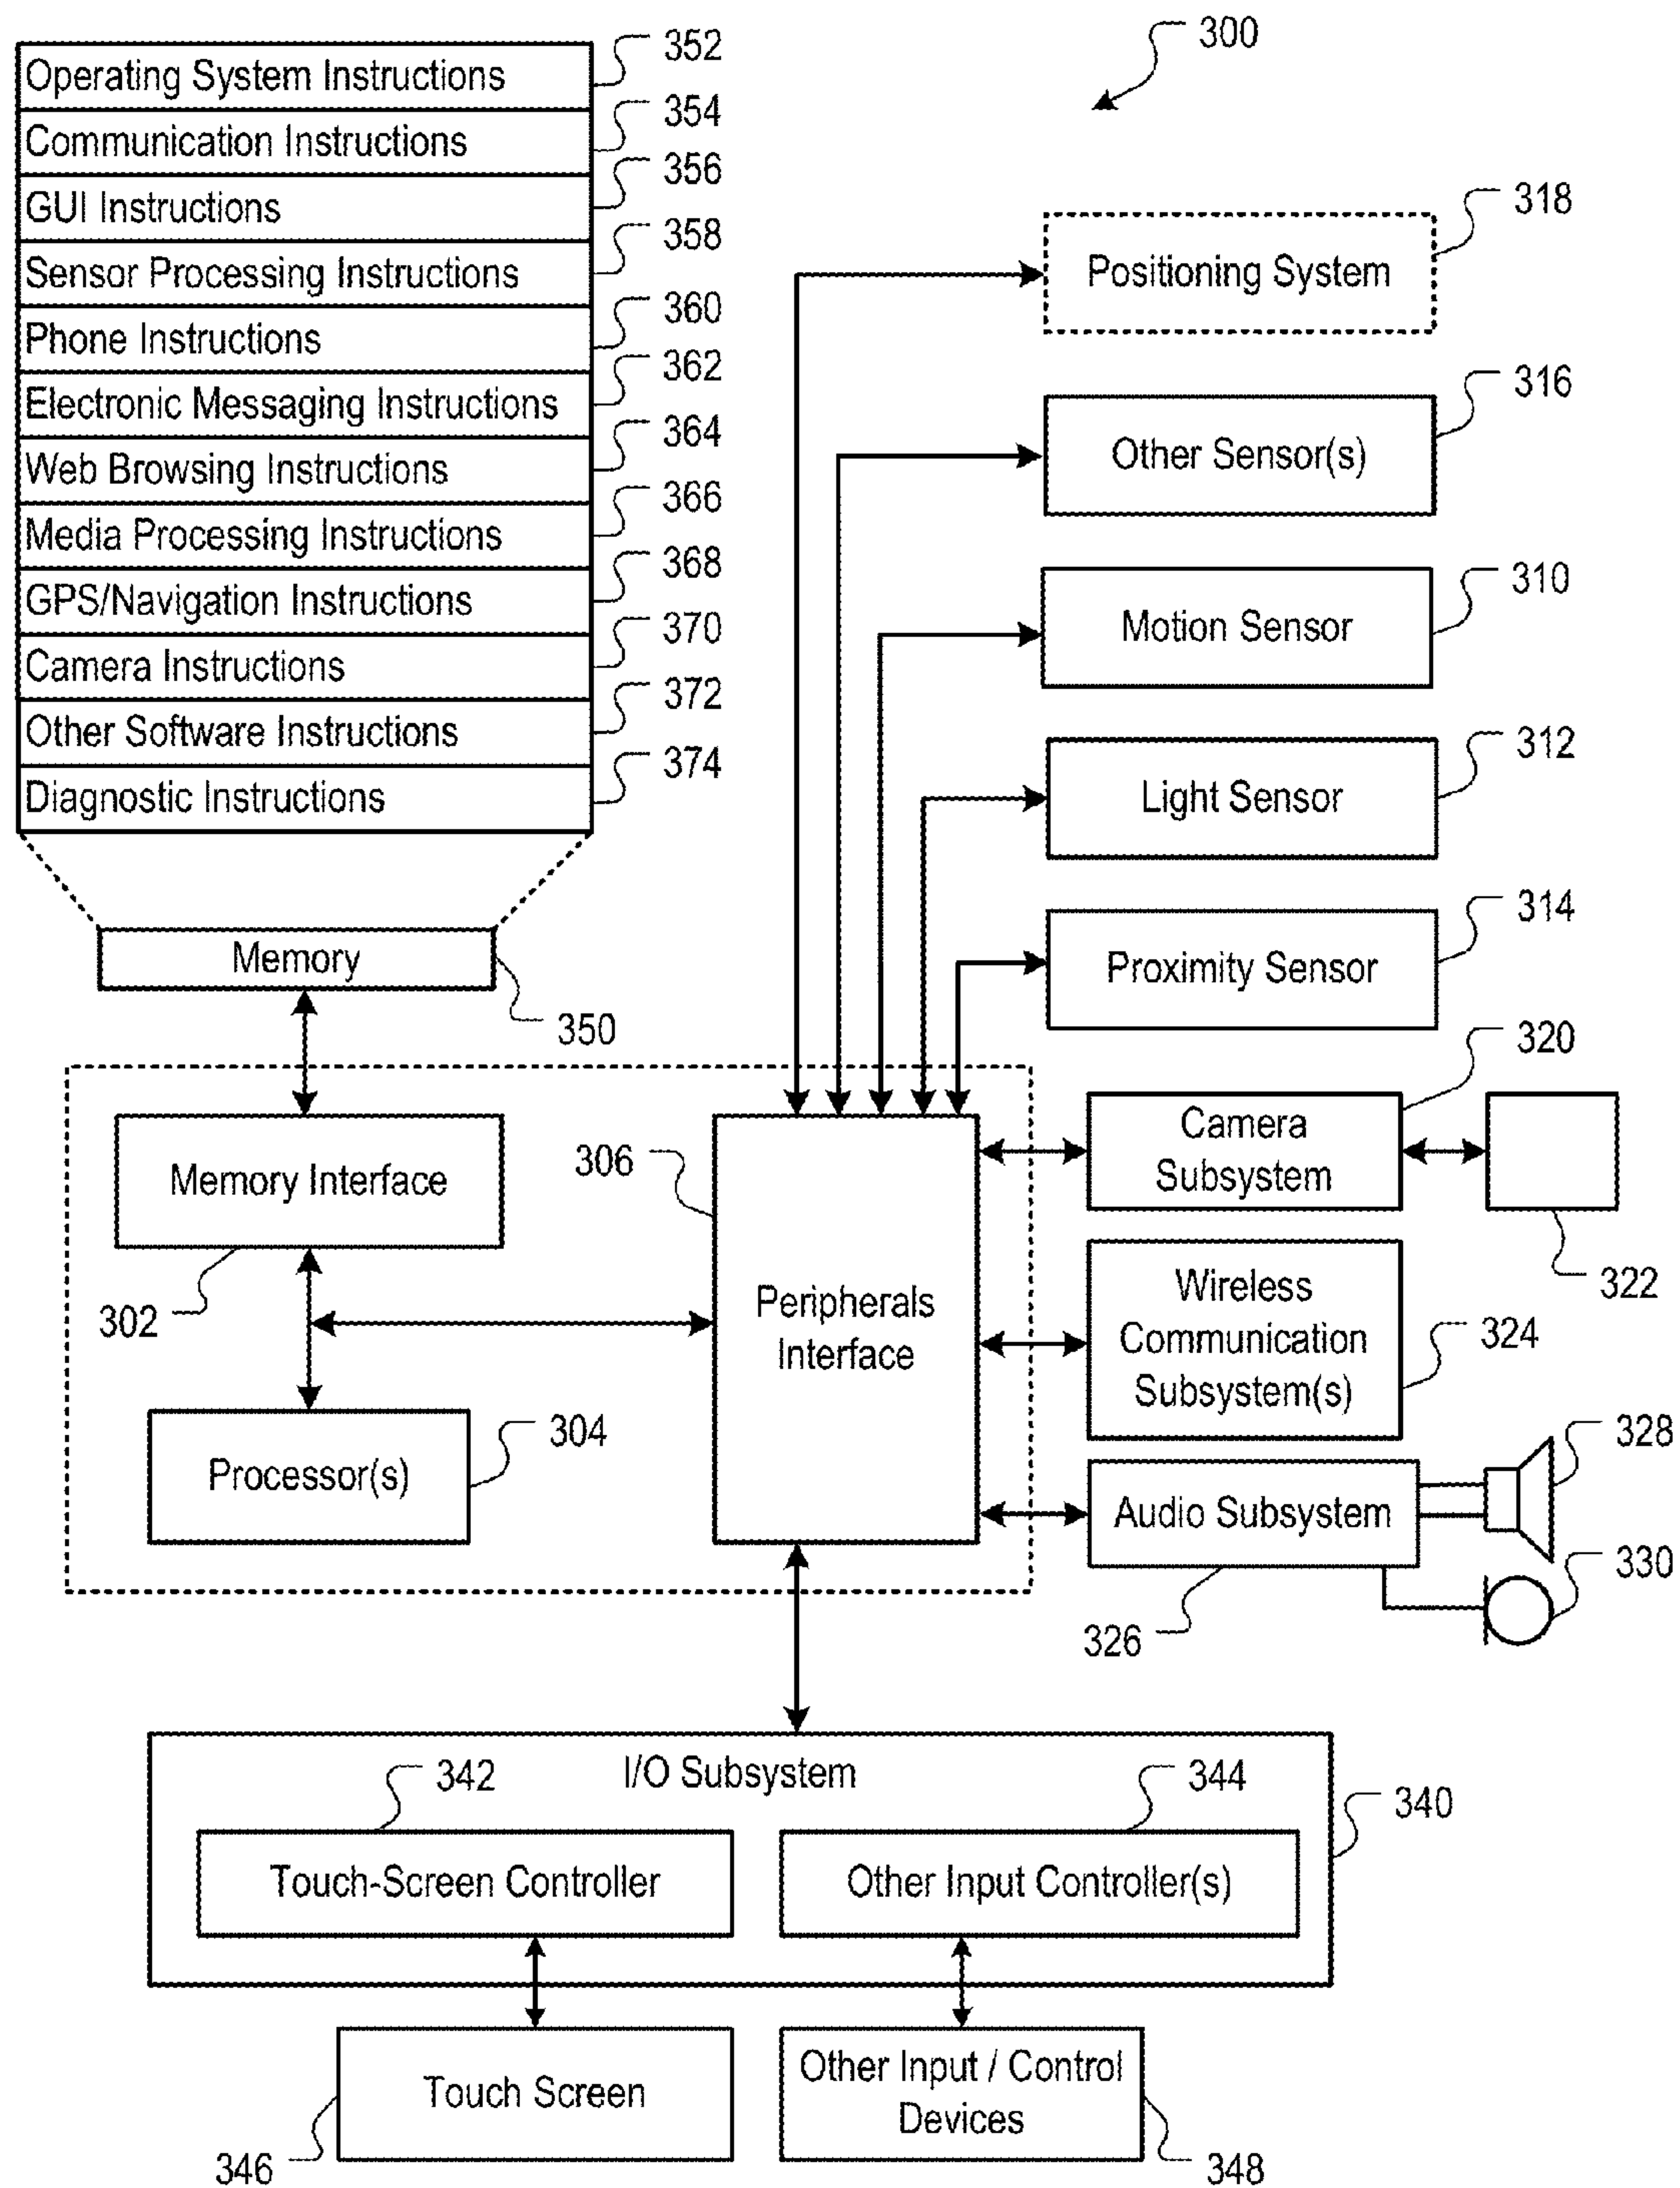 300
Operating System Instructions
352
Communication Instructions
354
GUI Instructions
356
Sensor Processing Instructions
358
Phone Instructions
360
Electronic Messaging Instructions
362
Web Browsing Instructions
364
Media Processing Instructions
366
GPS/Navigation Instructions
368
Camera Instructions
370
Other Software Instructions
372
Diagnostic Instructions
374
Memory
350
Positioning System
318
Other Sensor(s)
316
Motion Sensor
310
Light Sensor
312
Proximity Sensor
314
Memory Interface
302
Processor(s)
304
306
Peripherals
Interface
Camera
Subsystem
320
322
Wireless
Communication
Subsystem(s)
324
Audio Subsystem
326
328
330
I/O Subsystem
340
342
Touch-Screen Controller
344
Other Input Controller(s)
Touch Screen
346
Other Input / Control
Devices
348